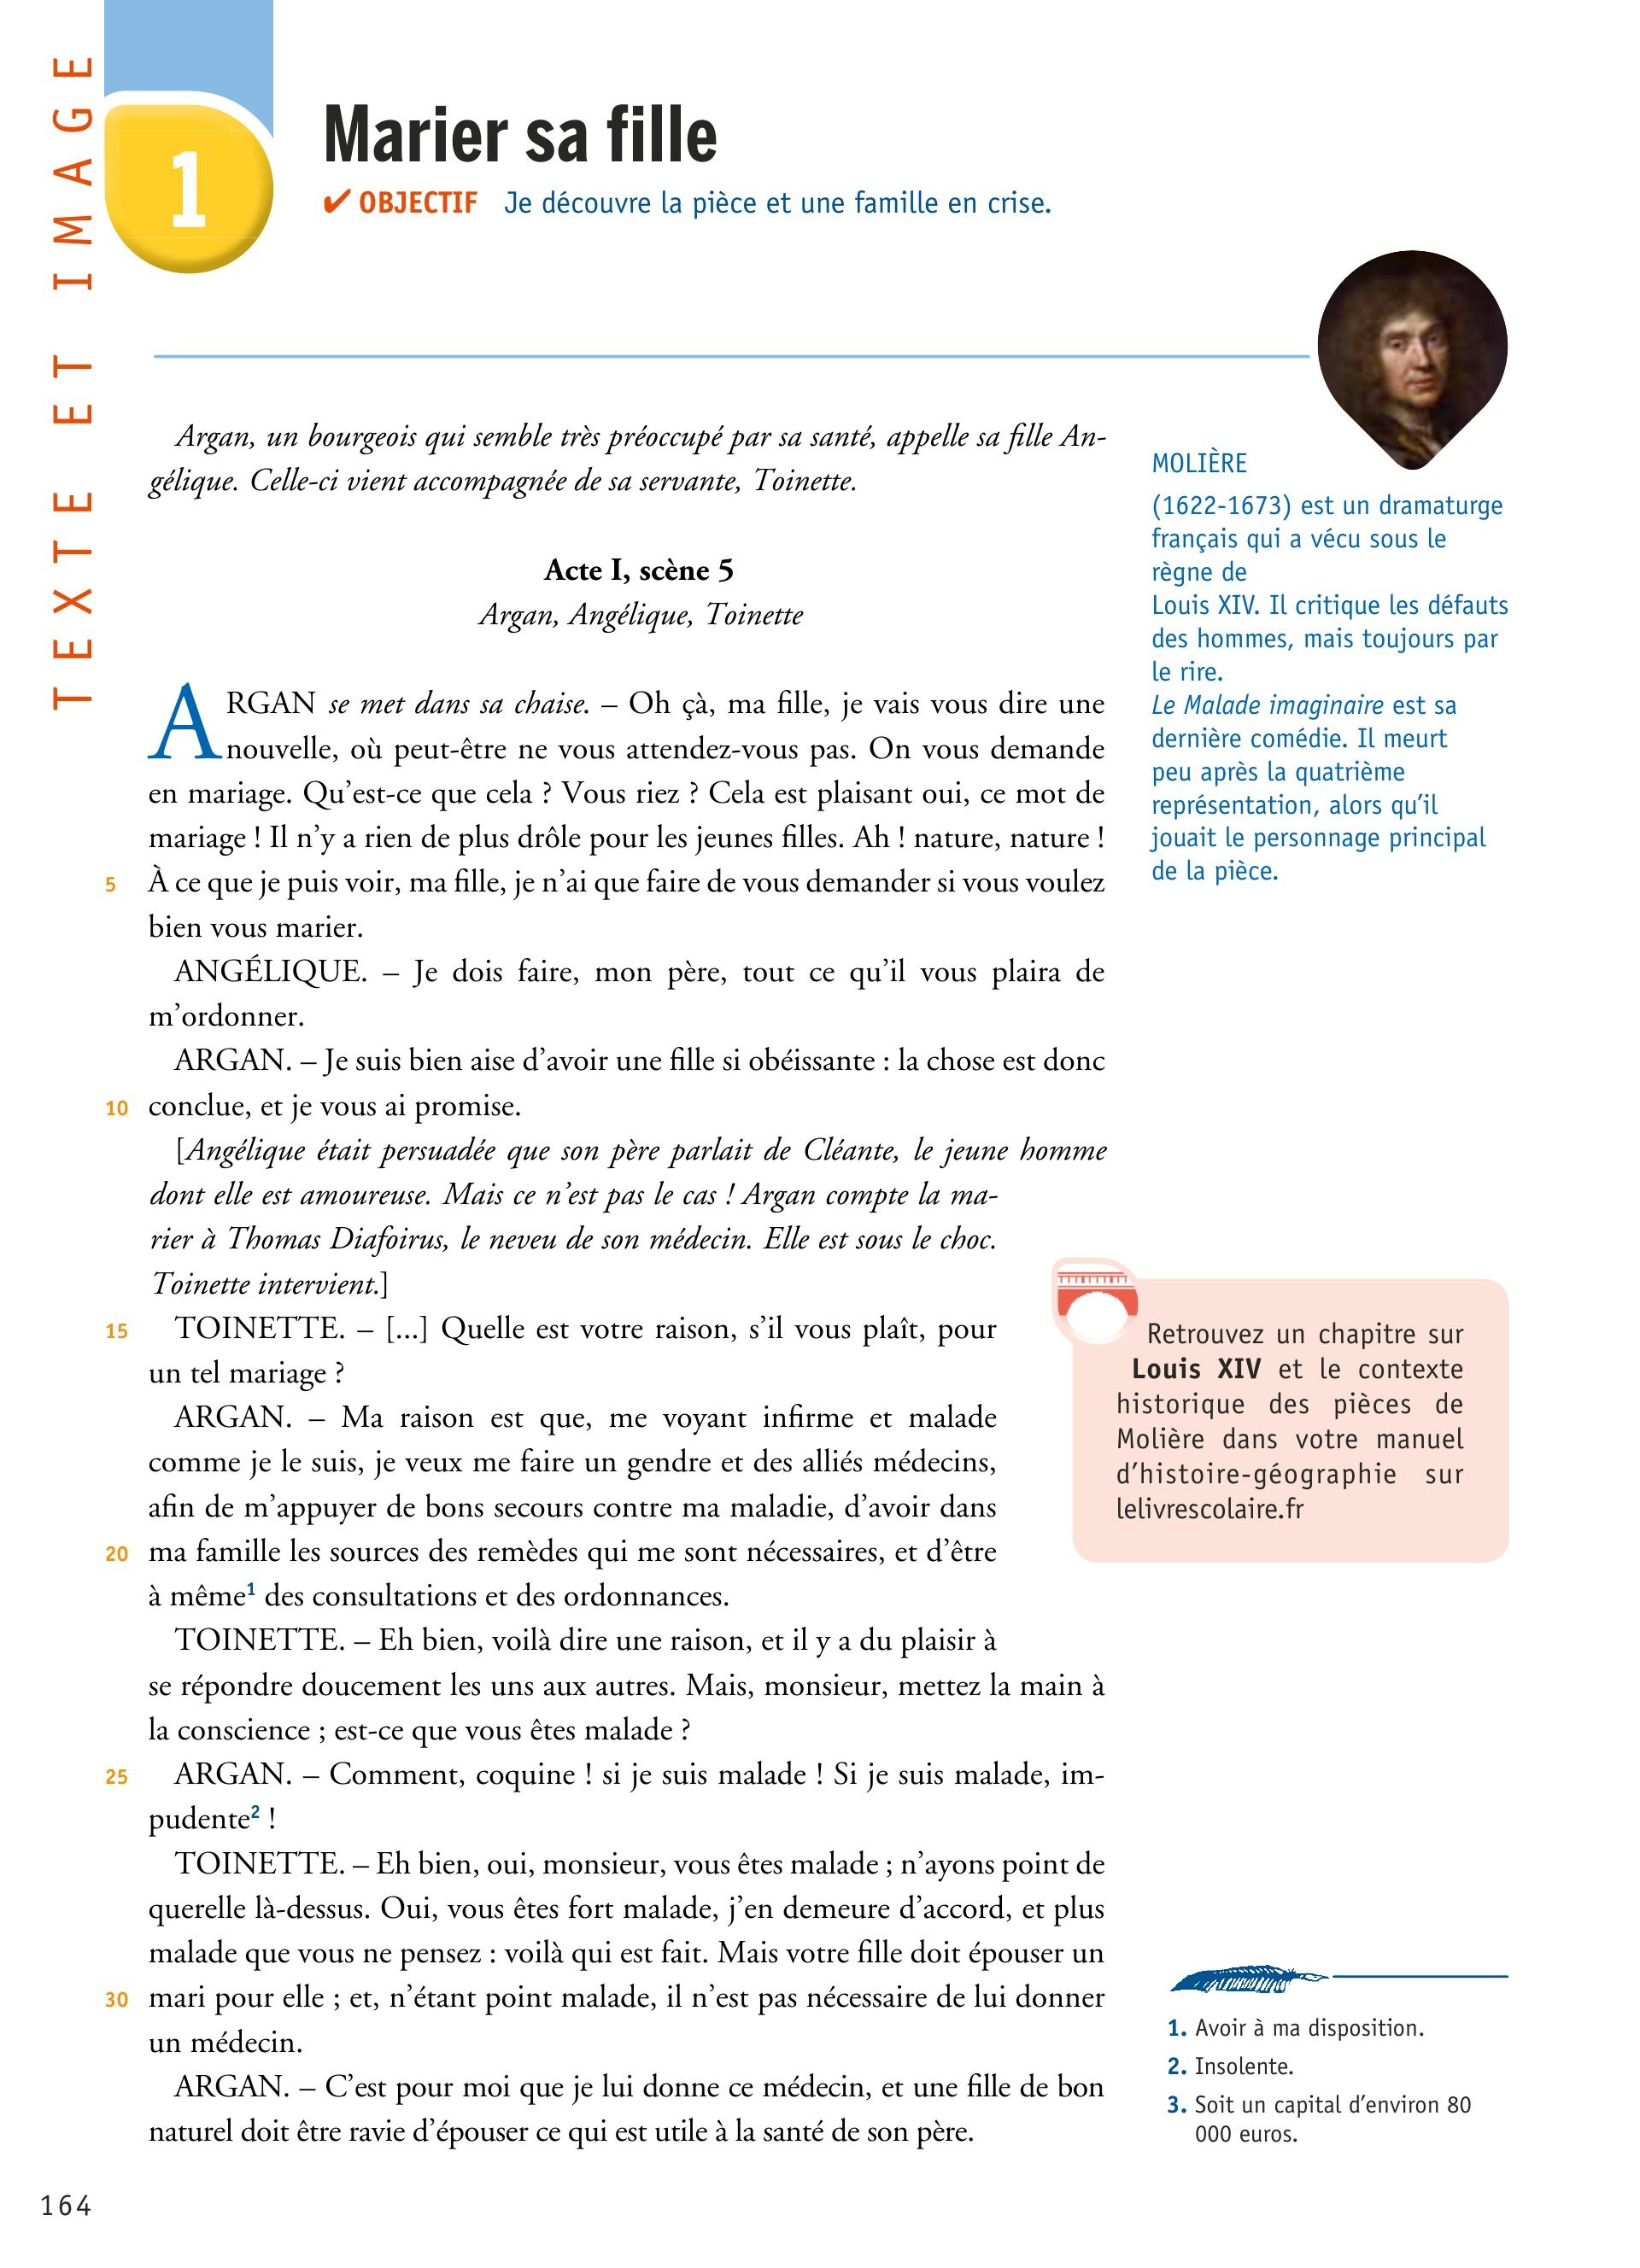 TEXTE ET IMAGE
1
Marier sa fille
✔ OBJECTIF Je découvre la pièce et une famille en crise.
Argan, un bourgeois qui semble très préoccupé par sa santé, appelle sa fille An-
gélique. Celle-ci vient accompagnée de sa servante, Toinette.
Acte I, scène 5
Argan, Angélique, Toinette
ARGAN se met dans sa chaise. – Oh çà, ma fille, je vais vous dire une
nouvelle, où peut-être ne vous attendez-vous pas. On vous demande
en mariage. Qu’est-ce que cela ? Vous riez ? Cela est plaisant oui, ce mot de
mariage ! Il n’y a rien de plus drôle pour les jeunes filles. Ah ! nature, nature !
5 À ce que je puis voir, ma fille, je n’ai que faire de vous demander si vous voulez
bien vous marier.
ANGÉLIQUE. – Je dois faire, mon père, tout ce qu’il vous plaira de
m’ordonner.
ARGAN. – Je suis bien aise d’avoir une fille si obéissante : la chose est donc
10 conclue, et je vous ai promise.
[Angélique était persuadée que son père parlait de Cléante, le jeune homme
dont elle est amoureuse. Mais ce n’est pas le cas ! Argan compte la ma-
rier à Thomas Diafoirus, le neveu de son médecin. Elle est sous le choc.
Toinette intervient.]
15 TOINETTE. – [...] Quelle est votre raison, s’il vous plaît, pour
un tel mariage ?
ARGAN. – Ma raison est que, me voyant infirme et malade
comme je le suis, je veux me faire un gendre et des alliés médecins,
afin de m’appuyer de bons secours contre ma maladie, d’avoir dans
20 ma famille les sources des remèdes qui me sont nécessaires, et d’être
à même1 des consultations et des ordonnances.
TOINETTE. – Eh bien, voilà dire une raison, et il y a du plaisir à
se répondre doucement les uns aux autres. Mais, monsieur, mettez la main à
la conscience ; est-ce que vous êtes malade ?
25 ARGAN. – Comment, coquine ! si je suis malade ! Si je suis malade, im-
pudente2 !
TOINETTE. – Eh bien, oui, monsieur, vous êtes malade ; n’ayons point de
querelle là-dessus. Oui, vous êtes fort malade, j’en demeure d’accord, et plus
malade que vous ne pensez : voilà qui est fait. Mais votre fille doit épouser un
30 mari pour elle ; et, n’étant point malade, il n’est pas nécessaire de lui donner
un médecin.
ARGAN. – C’est pour moi que je lui donne ce médecin, et une fille de bon
naturel doit être ravie d’épouser ce qui est utile à la santé de son père.
MOLIÈRE
(1622-1673) est un dramaturge
français qui a vécu sous le
règne de
Louis XIV. Il critique les défauts
des hommes, mais toujours par
le rire.
Le Malade imaginaire est sa
dernière comédie. Il meurt
peu après la quatrième
représentation, alors qu’il
jouait le personnage principal
de la pièce.
Retrouvez un chapitre sur
Louis XIV et le contexte
historique des pièces de
Molière dans votre manuel
d’histoire-géographie sur
lelivrescolaire.fr
1. Avoir à ma disposition.
2. Insolente.
3. Soit un capital d’environ 80
000 euros.
164